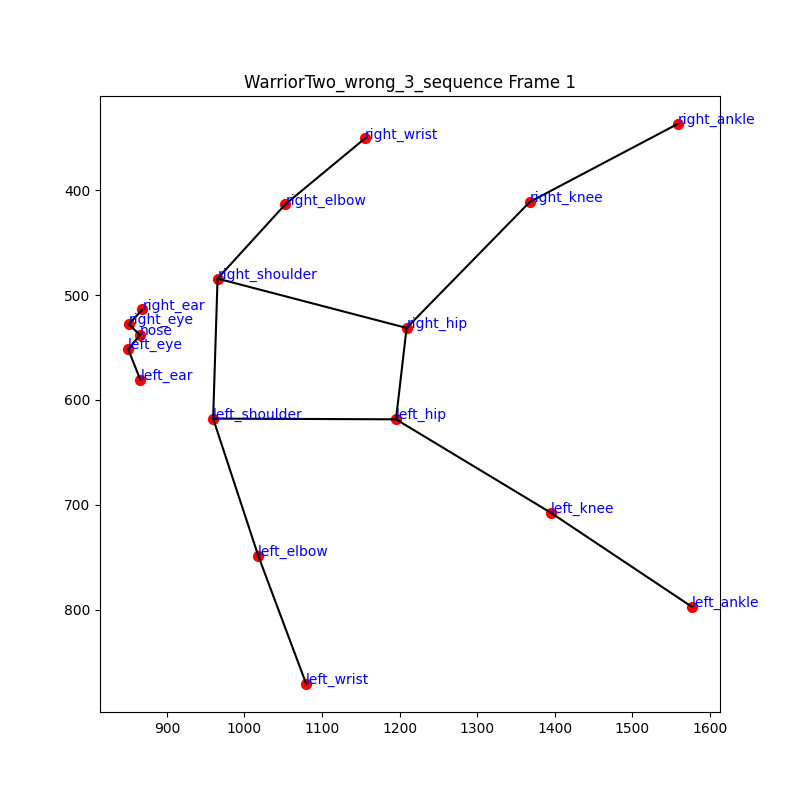 WarriorTwo_wrong_3_sequence Frame 1
right_ankle
right_wrist
right_knee
right_elbow
right_shoulder
right_ear
right_eye
right_hip
nose
left_eye
left_ear
left_shoulder
left_hip
left_knee
left_elbow
left_ankle
left_wrist
400
500
600
700
800
900
1000
1100
1200
1300
1400
1500
1600